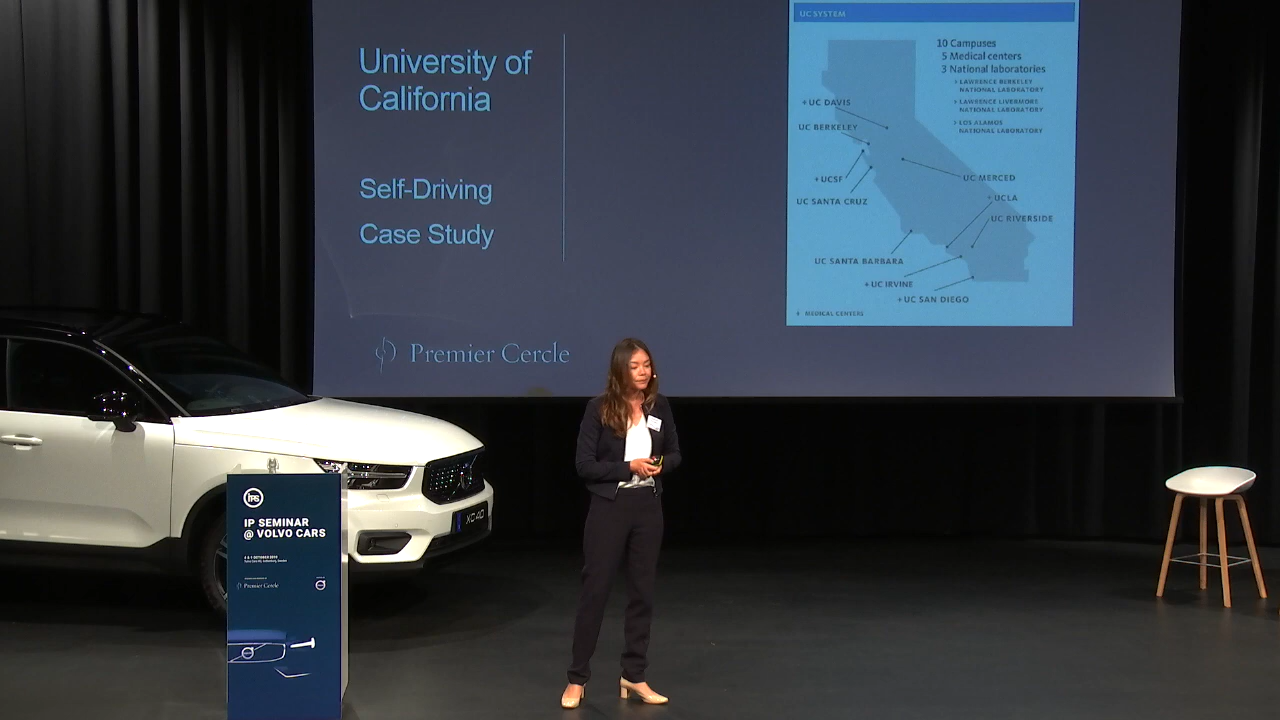 University of
California
Self-Driving
Case Study
Premier Cercle
UC SYSTEM
10 Campuses
5 Medical centers
3 National laboratories
› LAWRENCE BERKELEY
NATIONAL LABORATORY
› LAWRENCE LIVERMORE
NATIONAL LABORATORY
› LOS ALAMOS
NATIONAL LABORATORY
+ UC DAVIS
UC BERKELEY
+ UCSF
UC SANTA CRUZ
UC MERCED
+ UCLA
UC RIVERSIDE
UC SANTA BARBARA
+ UC IRVINE
+ UC SAN DIEGO
+ MEDICAL CENTERS
XC40
IPS
IP SEMINAR
@ VOLVO CARS
Premier Cercle